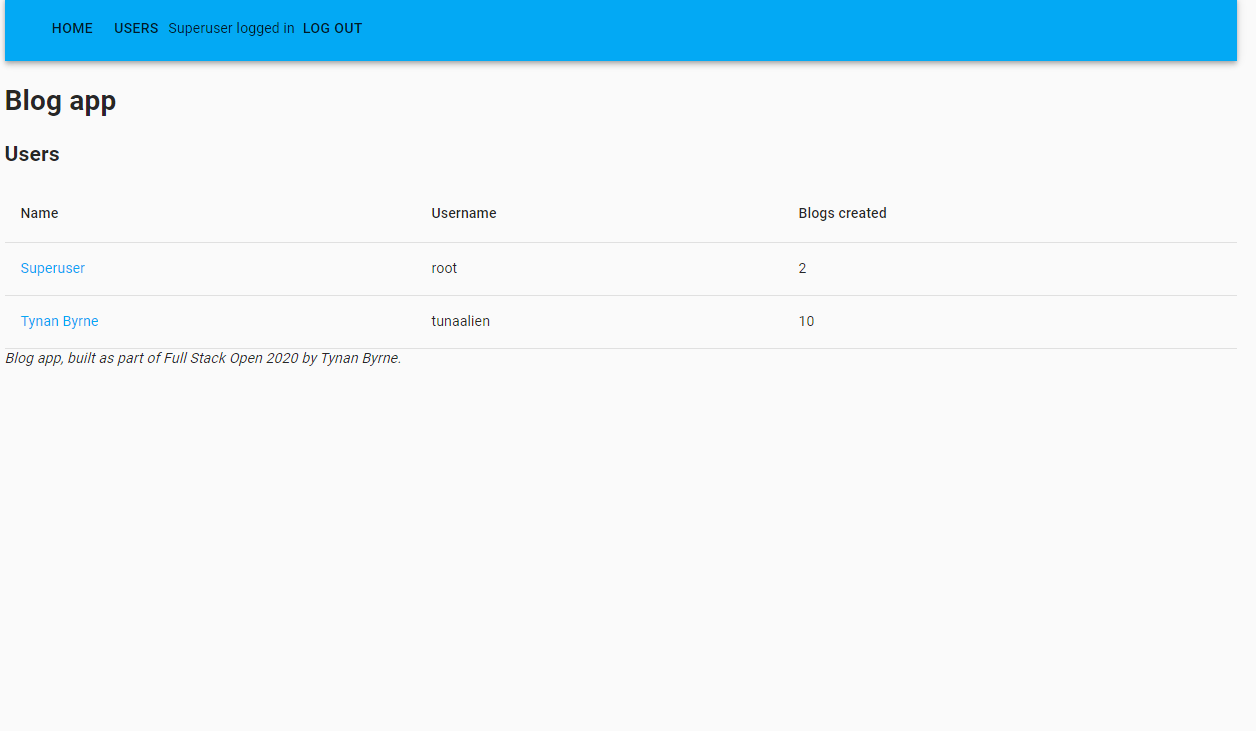 HOME USERS Superuser logged in LOG OUT
Blog app
Users
Name Username Blogs created
Superuser root 2
Tynan Byrne tunaalien 10
Blog app, built as part of Full Stack Open 2020 by Tynan Byrne.